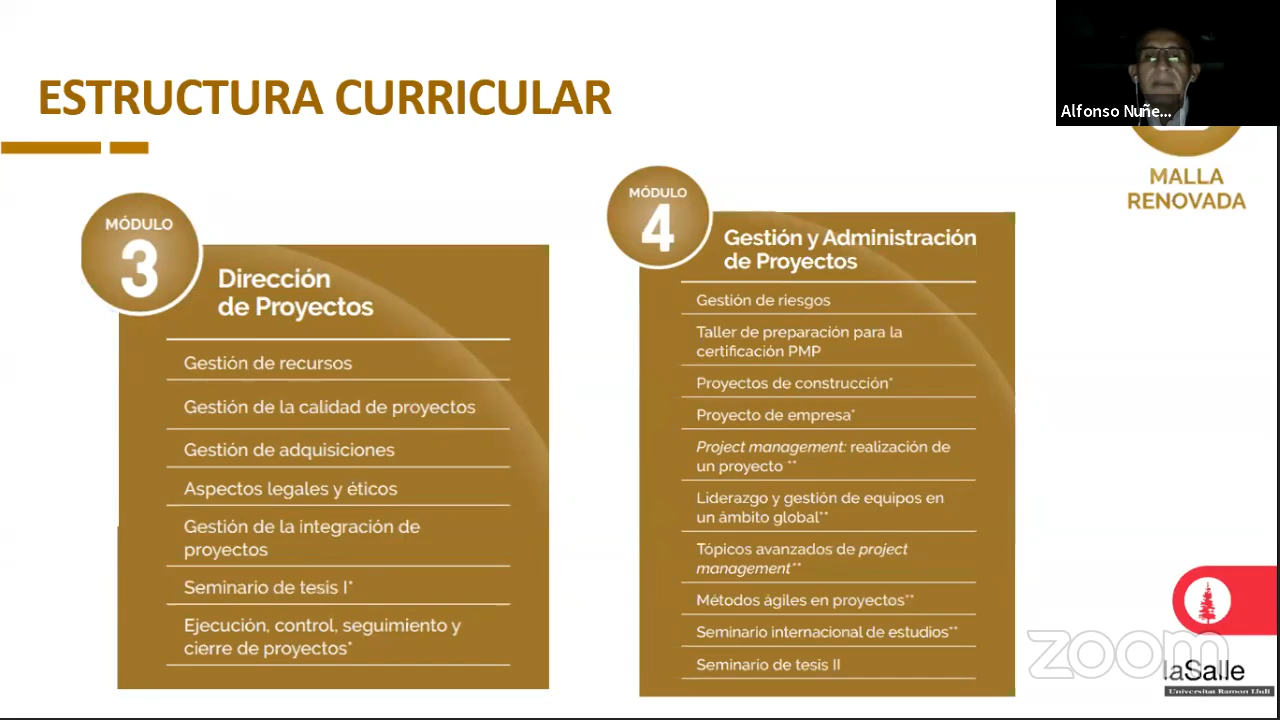 ESTRUCTURA CURRICULAR
Alfonso Nuñe...
MALLA
RENOVADA
MÓDULO
3
Dirección
de Proyectos
Gestión de recursos
Gestión de la calidad de proyectos
Gestión de adquisiciones
Aspectos legales y éticos
Gestión de la integración de
proyectos
Seminario de tesis I*
Ejecución, control, seguimiento y
cierre de proyectos*
MÓDULO
4
Gestión y Administración
de Proyectos
Gestión de riesgos
Taller de preparación para la
certificación PMP
Proyectos de construcción*
Proyecto de empresa*
Project management: realización de
un proyecto **
Liderazgo y gestión de equipos en
un ámbito global**
Tópicos avanzados de project
management**
Métodos ágiles en proyectos**
Seminario internacional de estudios**
Seminario de tesis II
zoom
laSalle
Universitat Ramon Llull